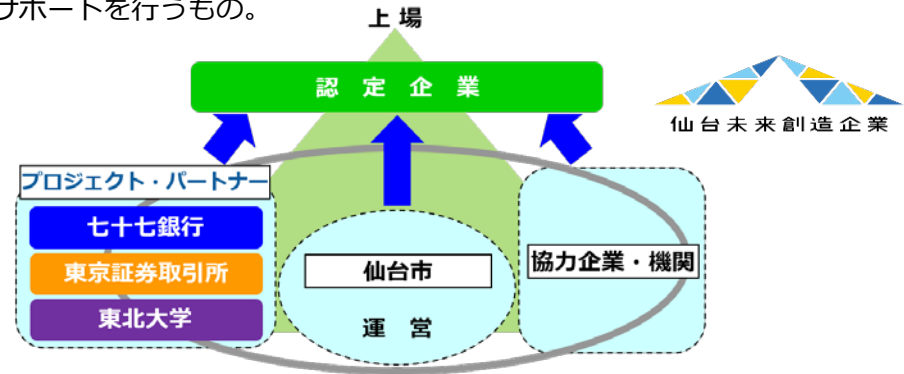 サポートを行うもの。
上場
認定企業
仙台未来創造企業
プロジェクト・パートナー
七十七銀行
東京証券取引所
東北大学
仙台市
運営
協力企業・機関